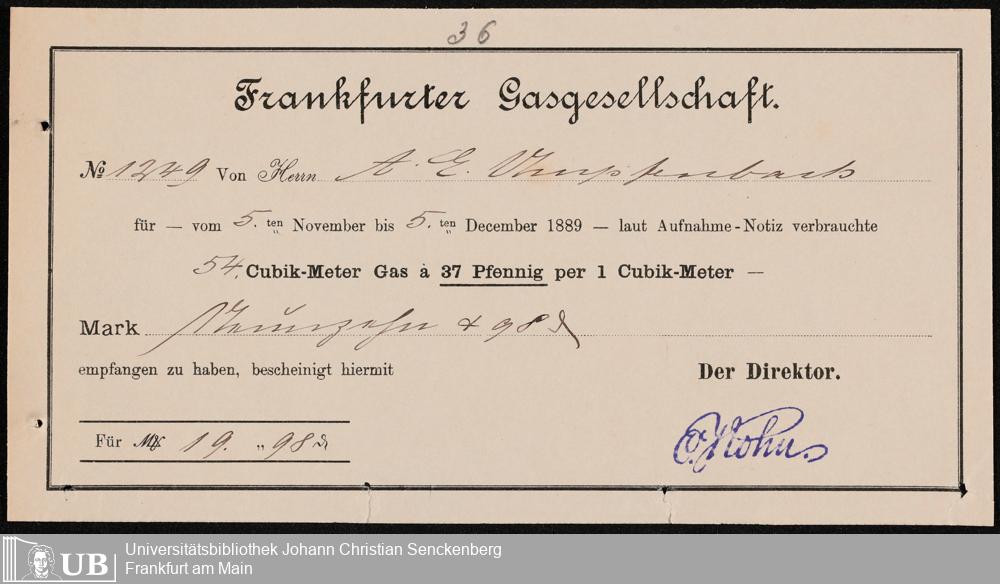 36
Frankfurter Gasgesellschaft.
№ 1249 Von Herrn A. E.
für — vom 5. ten November bis 5. ten December 1889 — laut Aufnahme-Notiz verbrauchte
54. Cubik-Meter Gas à 37 Pfennig per 1 Cubik-Meter —
Mark Neunzehn & 98 ₰
empfangen zu haben, bescheinigt hiermit
Der Direktor.
Für Mk 19. „ 98 ₰
UB
Universitätsbibliothek Johann Christian Senckenberg
Frankfurt am Main